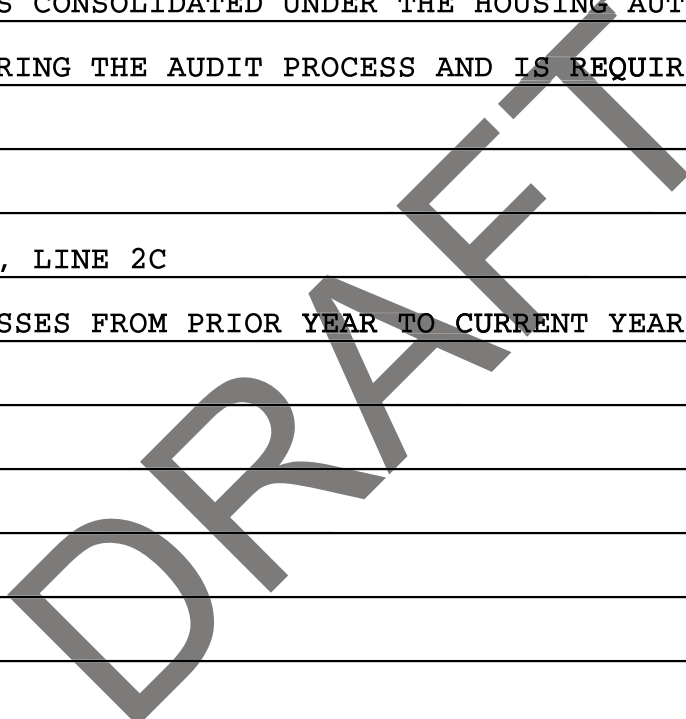 S CONSOLIDATED UNDER THE HOUSING AUT
RING THE AUDIT PROCESS AND IS REQUIR
, LINE 2C
SSES FROM PRIOR YEAR TO CURRENT YEAR
DRAFT